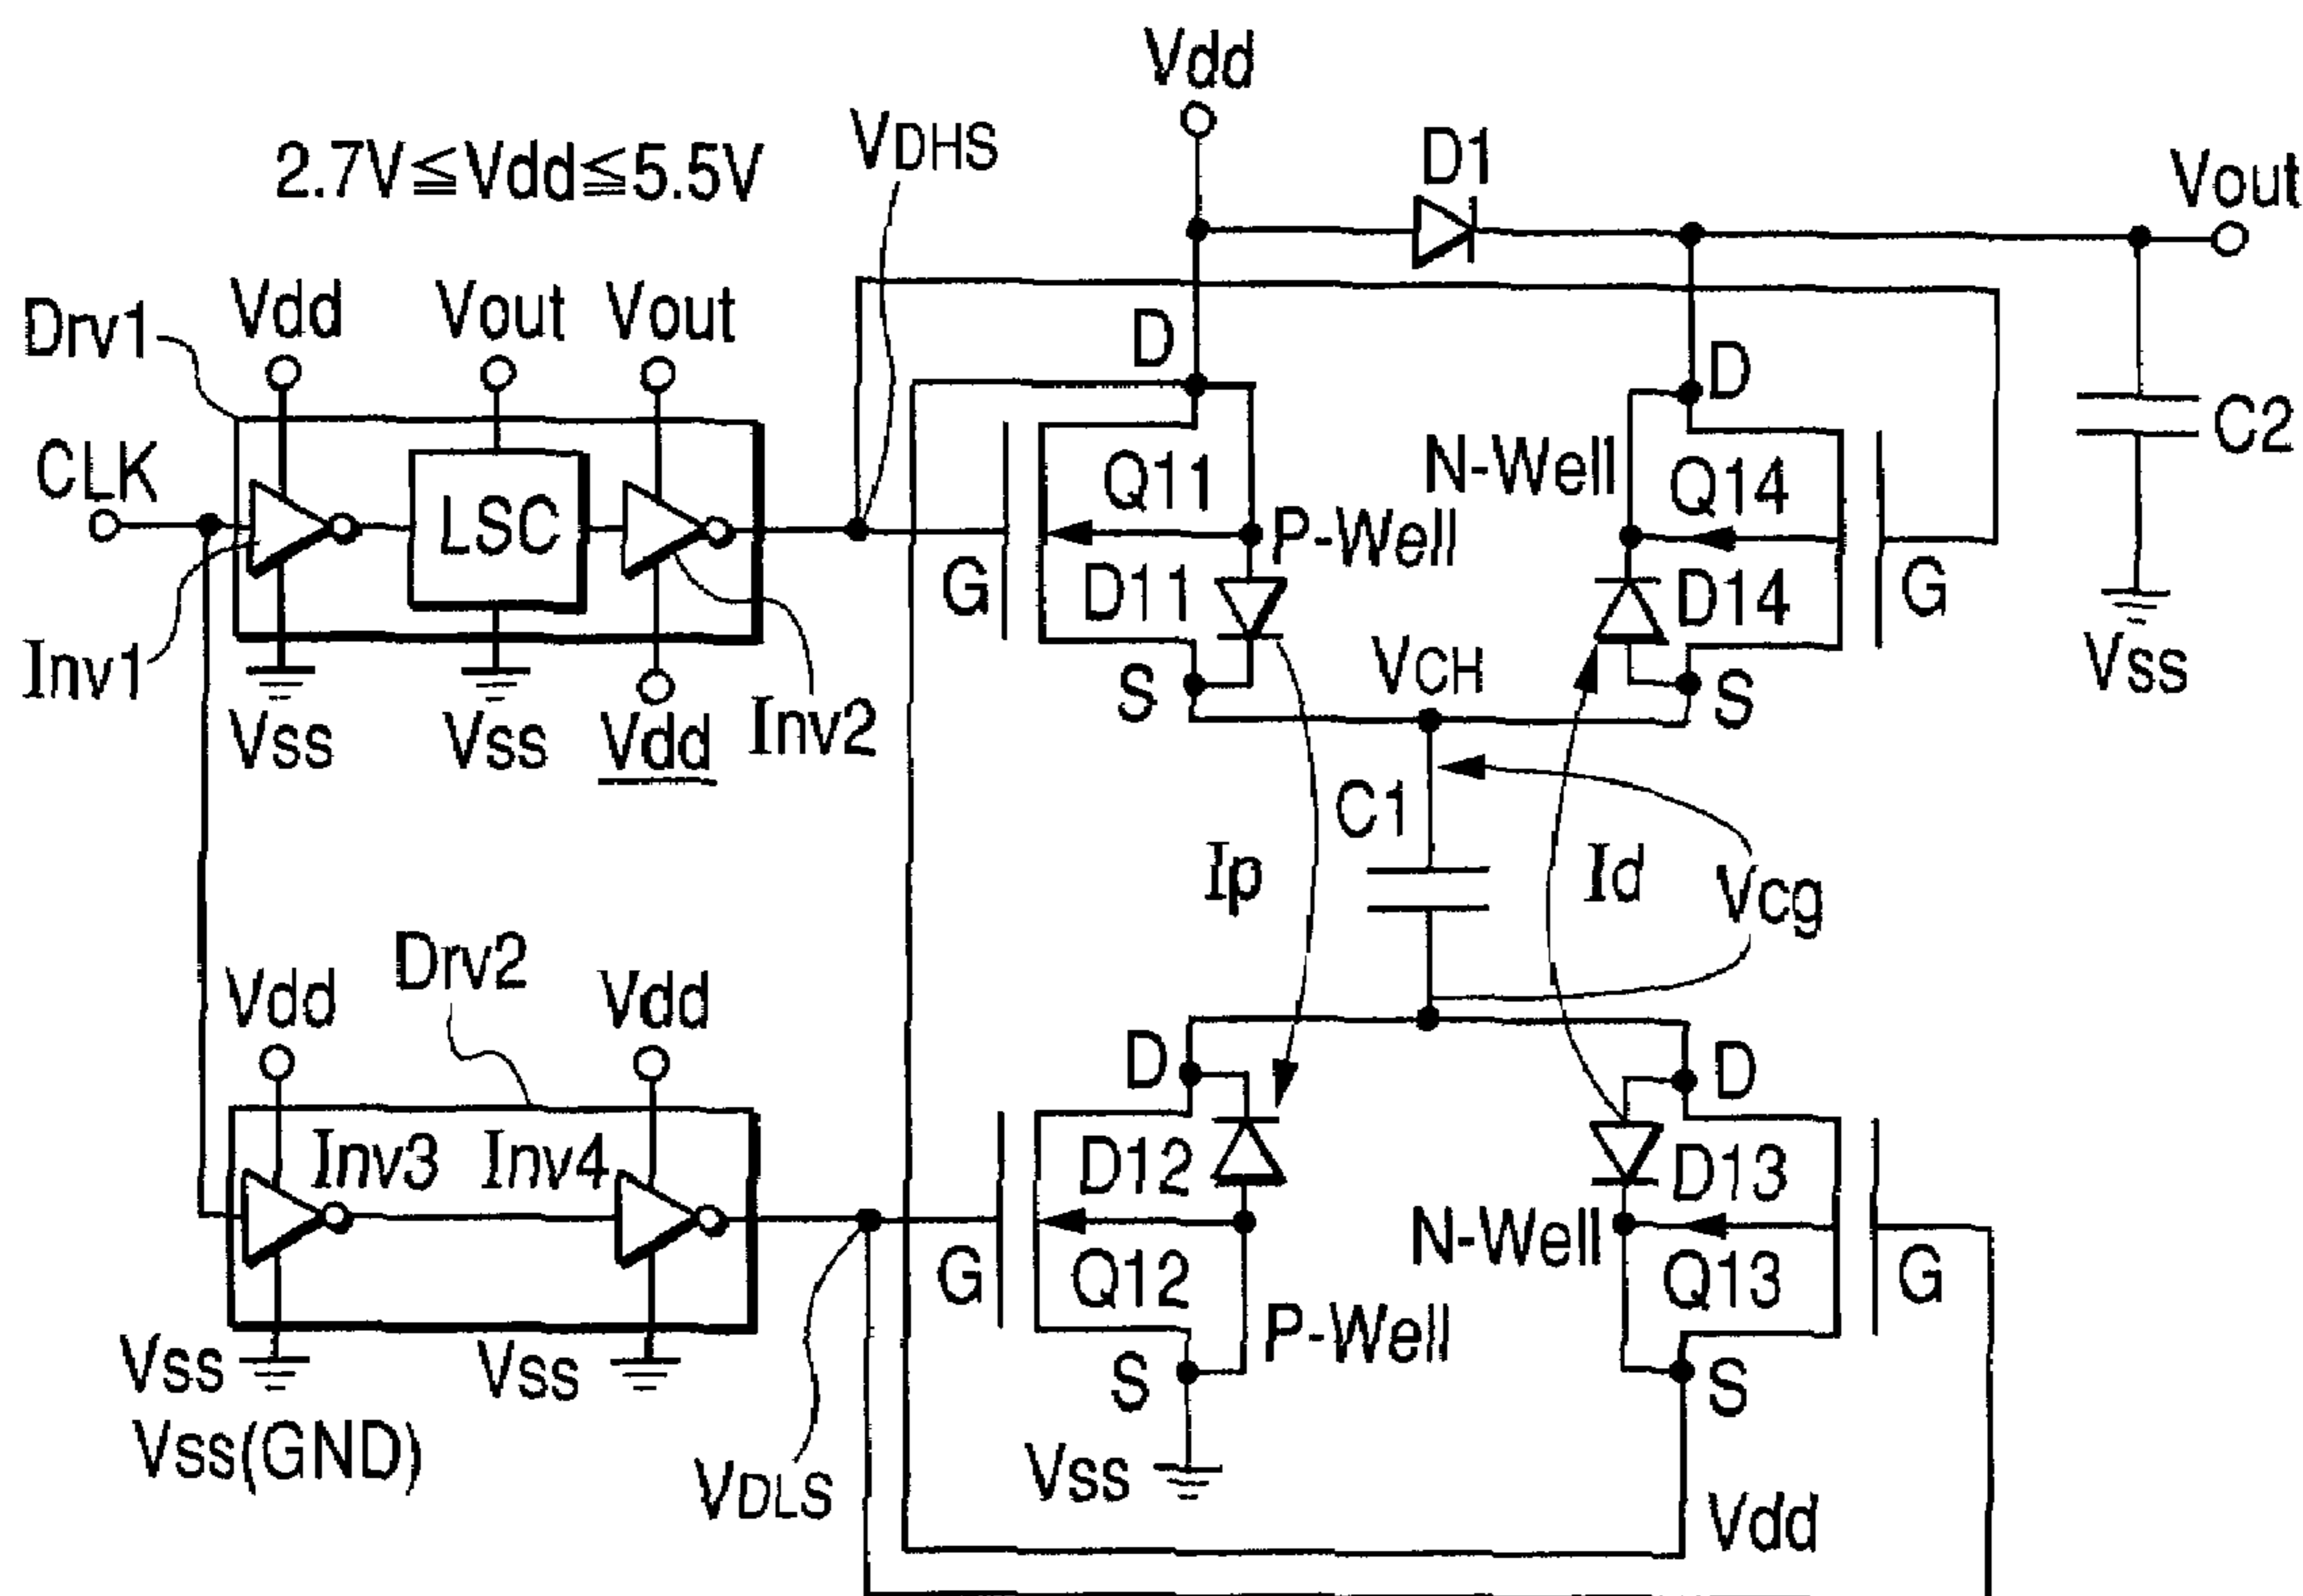 Vdd
2.7V≦Vdd≦5.5V
VDHS
D1
Vout
Drv1
Vdd
Vout
Vout
D
D
CLK
LSC
Q11
N-Well
Q14
C2
P-Well
G
D11
D14
G
Inv1
Vss
Vss
Vdd
Inv2
S
VCH
S
Vss
C1
Ip
Id
Vcg
Drv2
Vdd
Vdd
D
D
Inv3
Inv4
D12
D13
N-Well
G
Q12
Q13
G
P-Well
Vss
Vss
S
S
Vss(GND)
VDLS
Vss
Vdd